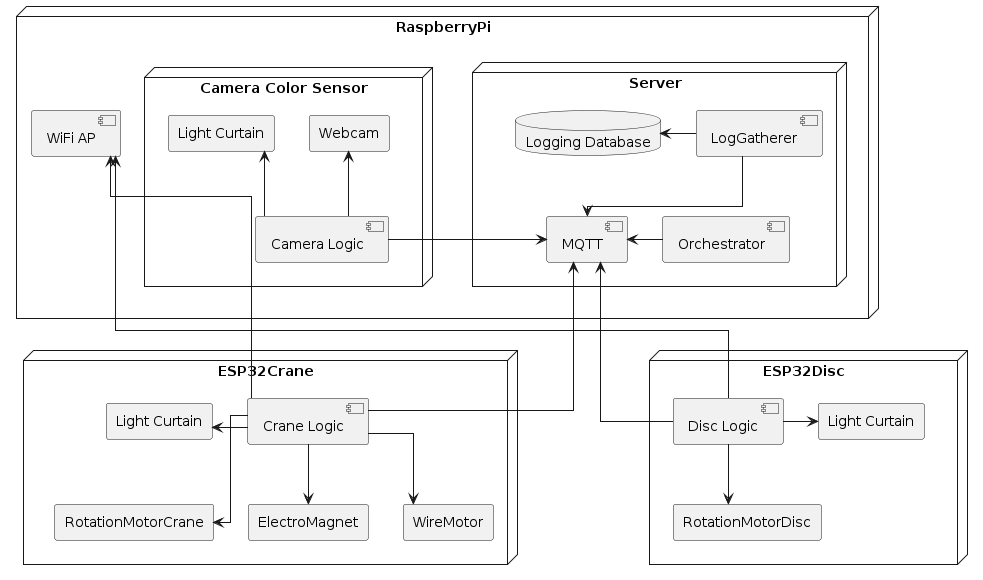 RaspberryPi
Camera Color Sensor
Server
WiFi AP
Light Curtain
Webcam
Logging Database
LogGatherer
Camera Logic
MQTT
Orchestrator
ESP32Crane
ESP32Disc
Light Curtain
Crane Logic
Disc Logic
Light Curtain
RotationMotorCrane
ElectroMagnet
WireMotor
RotationMotorDisc